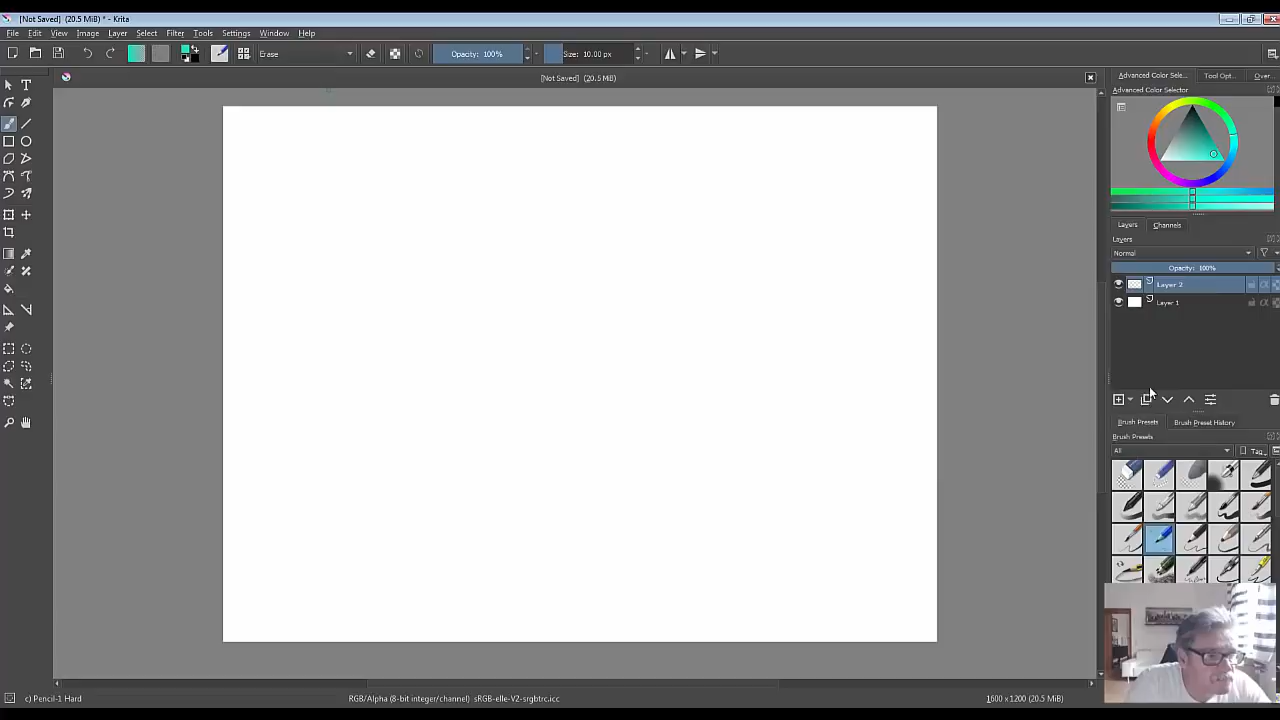 [Not Saved] (20.5 MiB) * - Krita
File Edit View Image Layer Select Filter Tools Settings Window Help
Erase Opacity: 100% Size: 10.00 px
[Not Saved] (20.5 MiB)
Advanced Color Sele... Tool Opt... Over...
Advanced Color Selector
Layers Channels
Layers
Normal
Opacity: 100%
Layer 2
Layer 1
Brush Presets Brush Preset History
Brush Presets
All Tag
c) Pencil-1 Hard RGB/Alpha (8-bit integer/channel) sRGB-elle-V2-srgbtrc.icc 1600 x 1200 (20.5 MiB)